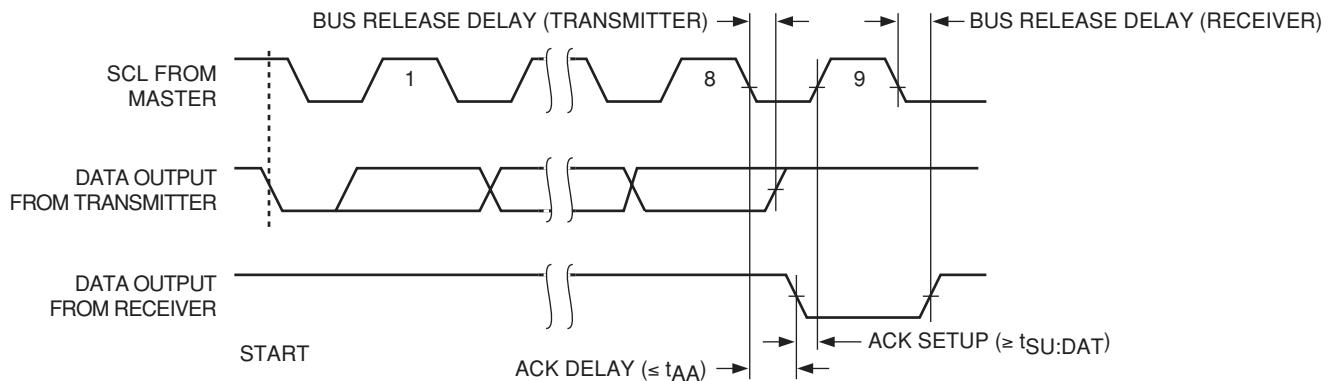 BUS RELEASE DELAY (TRANSMITTER)
BUS RELEASE DELAY (RECEIVER)
SCL FROM
MASTER
1
8
9
DATA OUTPUT
FROM TRANSMITTER
DATA OUTPUT
FROM RECEIVER
START
ACK SETUP (≥ tSU:DAT)
ACK DELAY (≤ tAA)